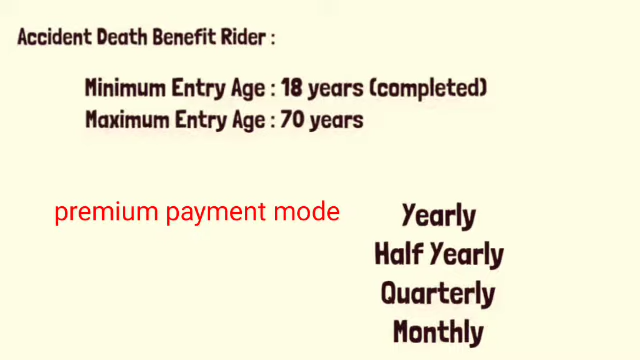 Accident Death Benefit Rider :
Minimum Entry Age : 18 years (completed)
Maximum Entry Age : 70 years
premium payment mode
Yearly
Half Yearly
Quarterly
Monthly